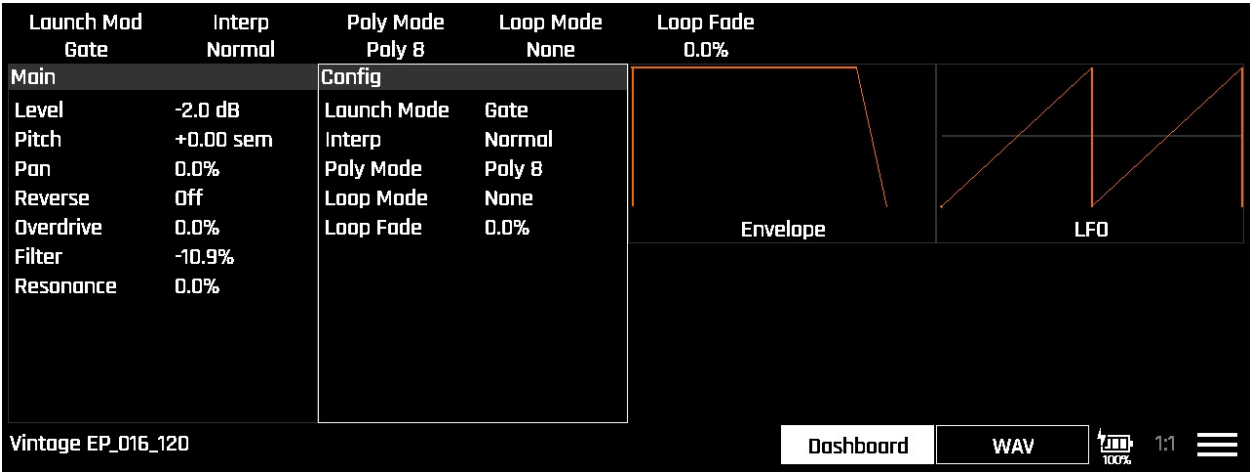 Launch Mod Interp Poly Mode Loop Mode Loop Fade
Gate Normal Poly 8 None 0.0%
Main
Level -2.0 dB
Pitch +0.00 sem
Pan 0.0%
Reverse Off
Overdrive 0.0%
Filter -10.9%
Resonance 0.0%
Config
Launch Mode Gate
Interp Normal
Poly Mode Poly 8
Loop Mode None
Loop Fade 0.0%
Envelope
LFO
Vintage EP_016_120
Dashboard
WAV
100%
1:1